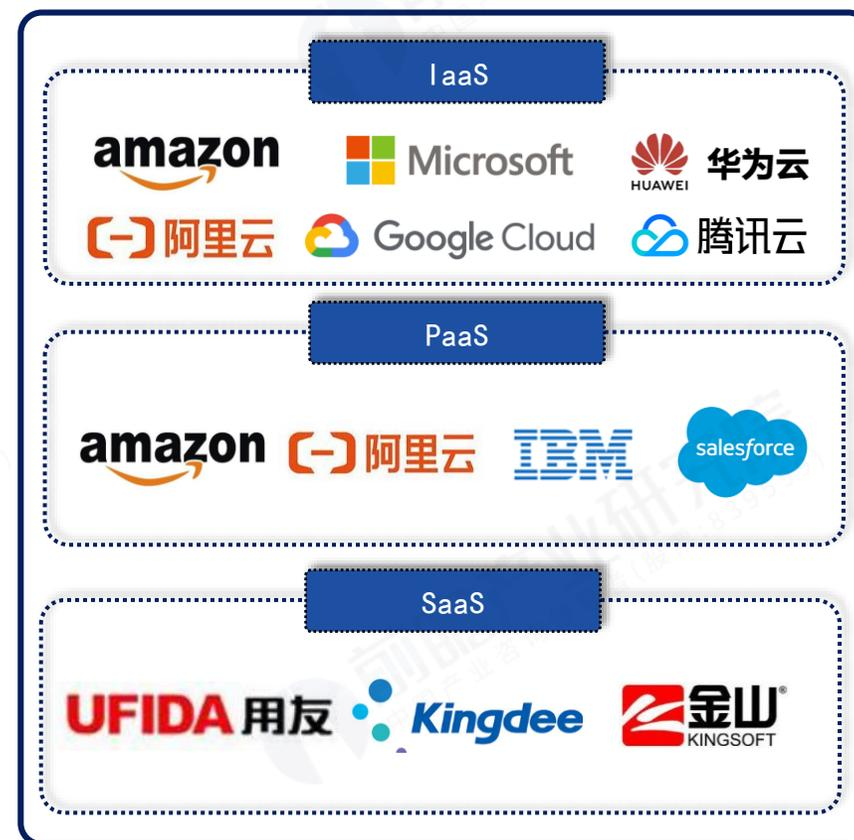 IaaS
amazon Microsoft HUAWEI 华为云
阿里云 Google Cloud 腾讯云
PaaS
amazon 阿里云 IBM salesforce
SaaS
UFIDA 用友 Kingdee 金山® KINGSOFT